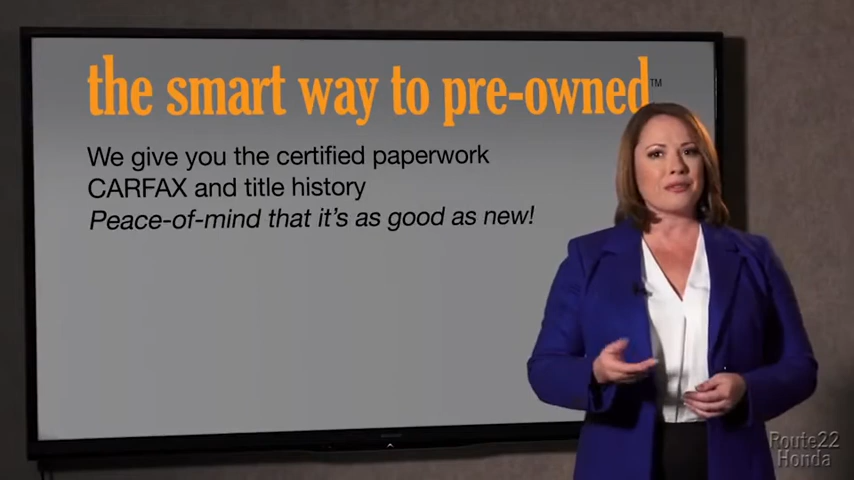 the smart way to pre-owned™
We give you the certified paperwork
CARFAX and title history
Peace-of-mind that it's as good as new!
Route22
Honda